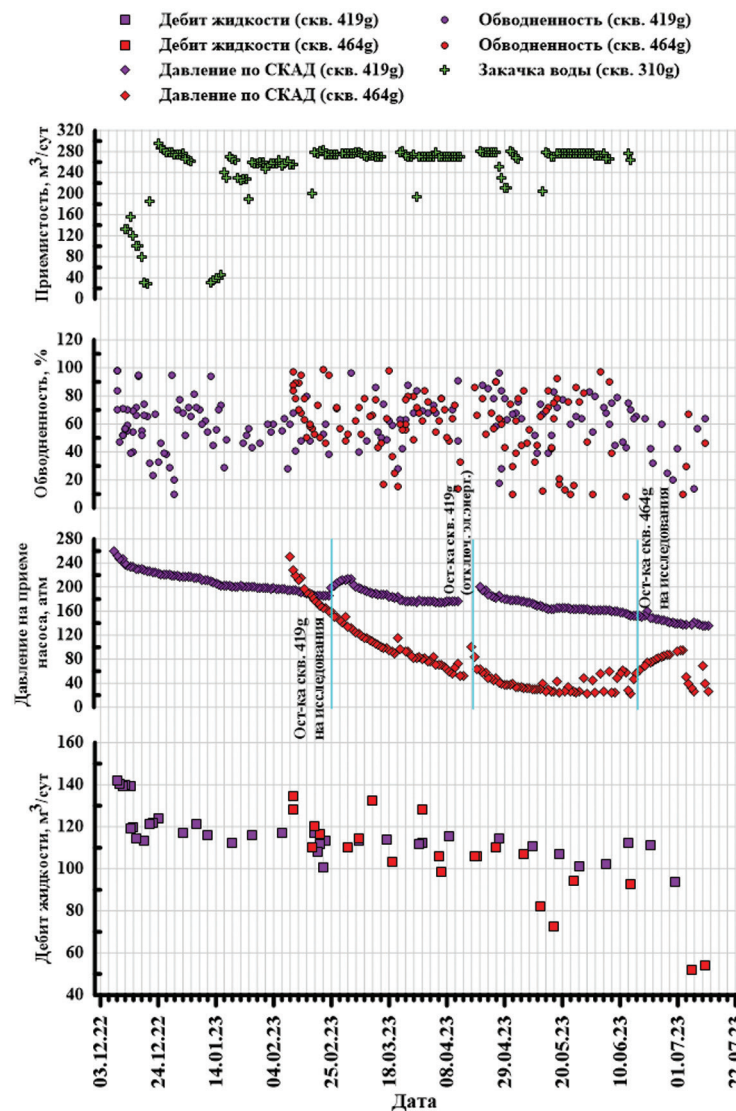 Дебит жидкости (скв. 419g)
Дебит жидкости (скв. 464g)
Давление по СКАД (скв. 419g)
Давление по СКАД (скв. 464g)
Обводненность (скв. 419g)
Обводненность (скв. 464g)
Закачка воды (скв. 310g)
Приемистость, м³/сут
320
280
240
200
160
120
80
40
0
Обводненность, %
120
100
80
60
40
20
0
Давление на приеме
насоса, атм
280
240
200
160
120
80
40
0
Ост-ка скв. 419g
на исследования
Ост-ка скв. 419g
(отключ. эл.энерг.)
Ост-ка скв. 464g
на исследования
Дебит жидкости, м³/сут
160
140
120
100
80
60
40
03.12.22
24.12.22
14.01.23
04.02.23
25.02.23
18.03.23
08.04.23
29.04.23
20.05.23
10.06.23
01.07.23
22.07.23
Дата